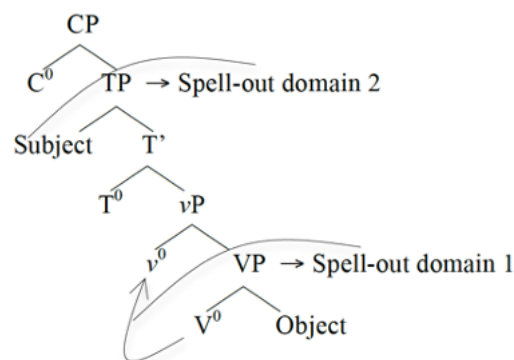 CP
C⁰ TP → Spell-out domain 2
Subject T’
T⁰ vP
v⁰ VP → Spell-out domain 1
V⁰ Object